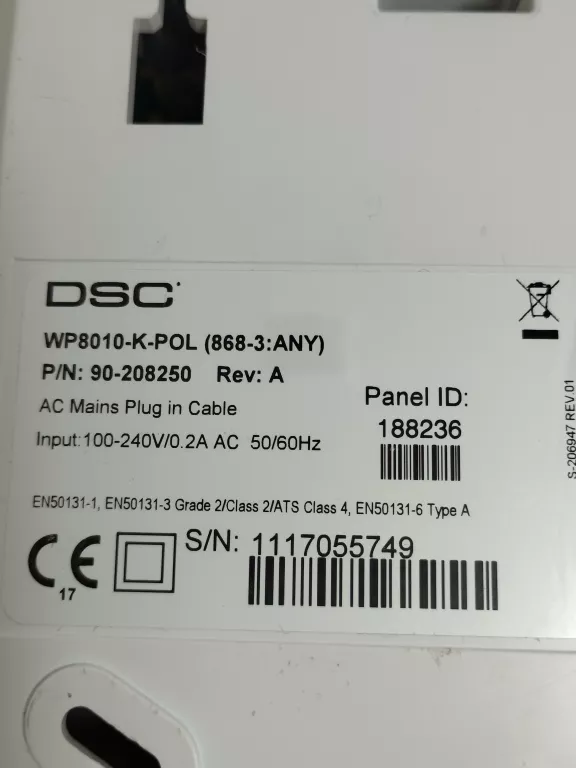 DSC
WP8010-K-POL (868-3:ANY)
P/N: 90-208250 Rev: A
AC Mains Plug in Cable
Input:100-240V/0.2A AC 50/60Hz
Panel ID:
188236
EN50131-1, EN50131-3 Grade 2/Class 2/ATS Class 4, EN50131-6 Type A
CE
17
S/N: 1117055749
S-206947 REV.01